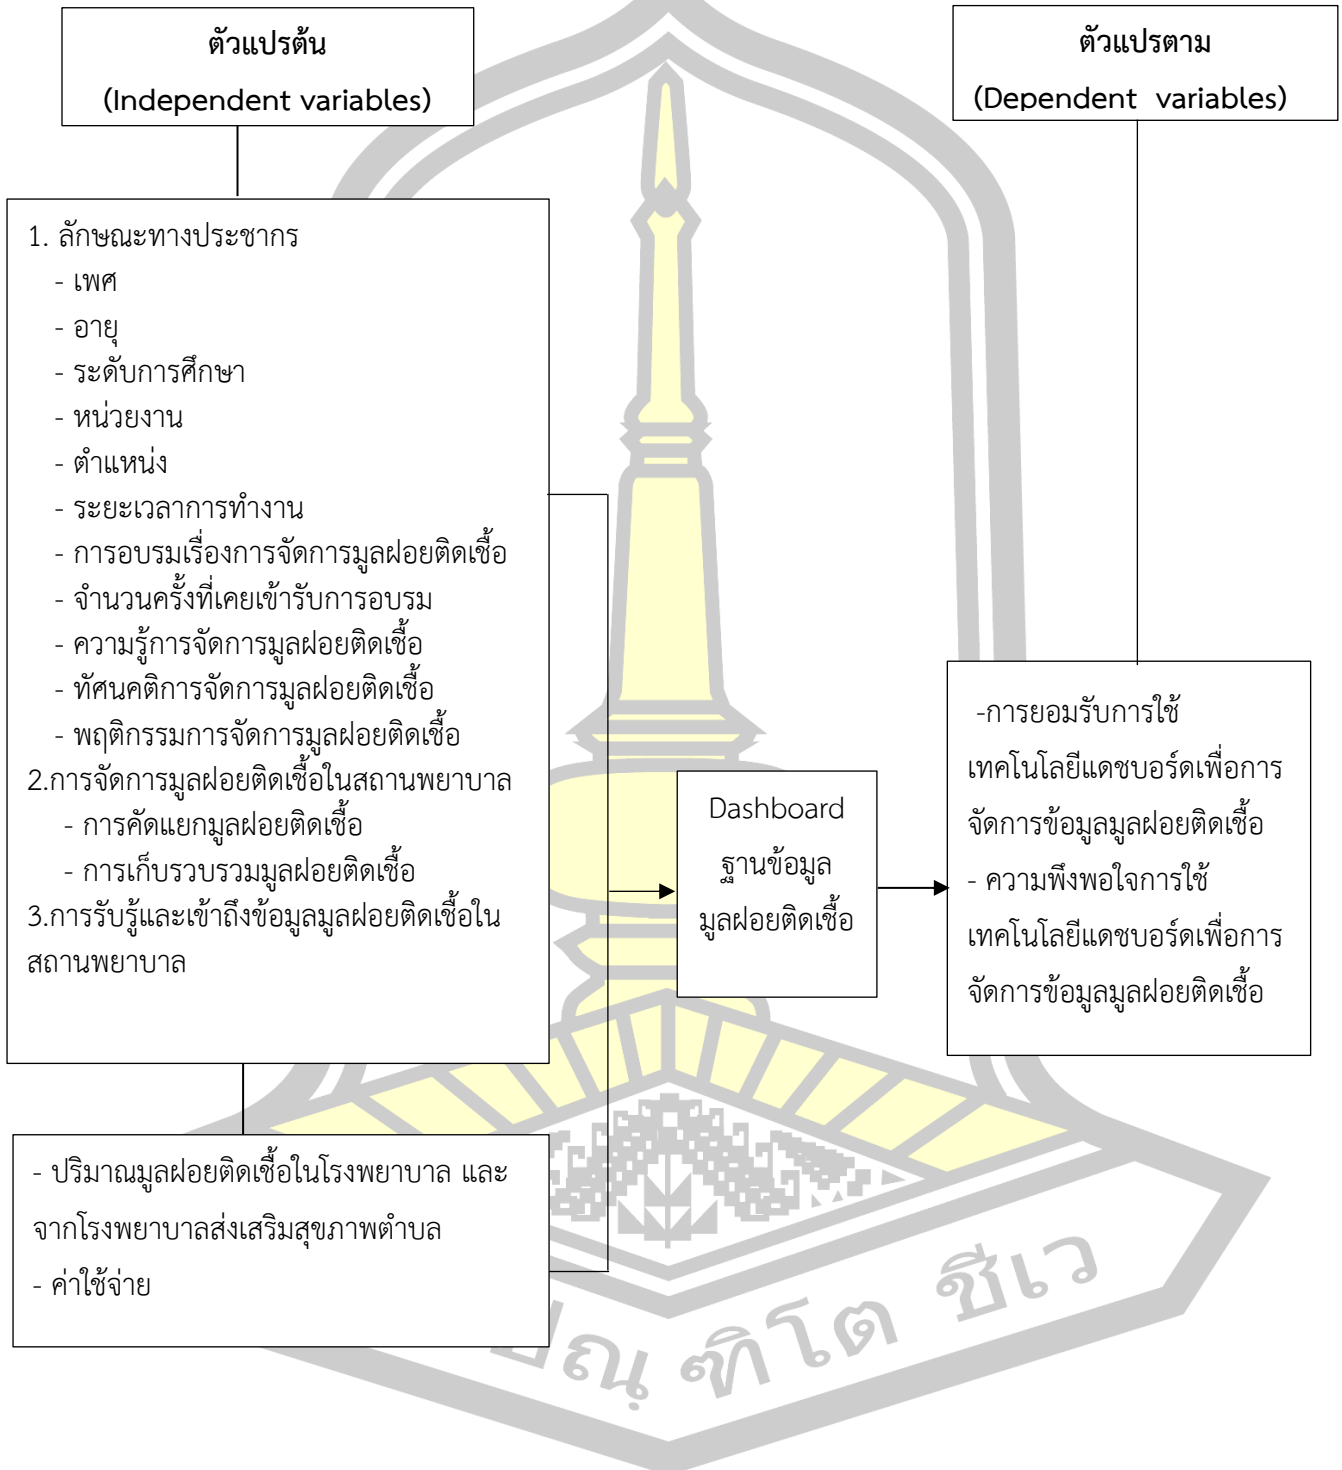 ตัวแปรต้น
(Independent variables)
ตัวแปรตาม
(Dependent variables)
1. ลักษณะทางประชากร
- เพศ
- อายุ
- ระดับการศึกษา
- หน่วยงาน
- ตำแหน่ง
- ระยะเวลาการทำงาน
- การอบรมเรื่องการจัดการมูลฝอยติดเชื้อ
- จำนวนครั้งที่เคยเข้ารับการอบรม
- ความรู้การจัดการมูลฝอยติดเชื้อ
- ทัศนคติการจัดการมูลฝอยติดเชื้อ
- พฤติกรรมการจัดการมูลฝอยติดเชื้อ
2.การจัดการมูลฝอยติดเชื้อในสถานพยาบาล
- การคัดแยกมูลฝอยติดเชื้อ
- การเก็บรวบรวมมูลฝอยติดเชื้อ
3.การรับรู้และเข้าถึงข้อมูลมูลฝอยติดเชื้อใน
สถานพยาบาล
- ปริมาณมูลฝอยติดเชื้อในโรงพยาบาล และ
จากโรงพยาบาลส่งเสริมสุขภาพตำบล
- ค่าใช้จ่าย
Dashboard
ฐานข้อมูล
มูลฝอยติดเชื้อ
-การยอมรับการใช้
เทคโนโลยีแดชบอร์ดเพื่อการ
จัดการข้อมูลมูลฝอยติดเชื้อ
- ความพึงพอใจการใช้
เทคโนโลยีแดชบอร์ดเพื่อการ
จัดการข้อมูลมูลฝอยติดเชื้อ
ปณฺ ฑิโต ชีเว